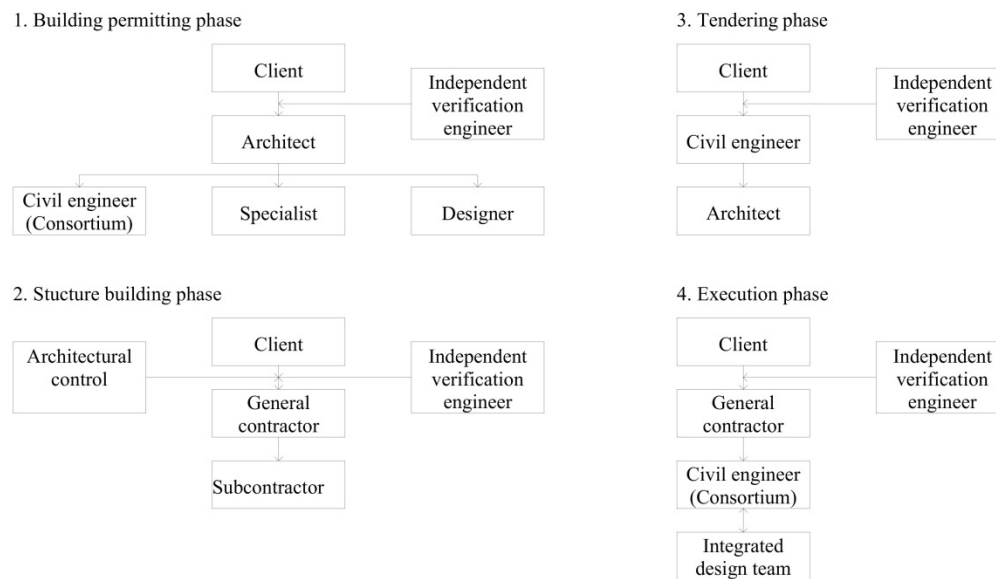 1. Building permitting phase
Client
Independent
verification
engineer
Architect
Civil engineer
(Consortium)
Specialist
Designer
2. Stucture building phase
Client
Architectural
control
Independent
verification
engineer
General
contractor
Subcontractor
3. Tendering phase
Client
Independent
verification
engineer
Civil engineer
Architect
4. Execution phase
Client
Independent
verification
engineer
General
contractor
Civil engineer
(Consortium)
Integrated
design team